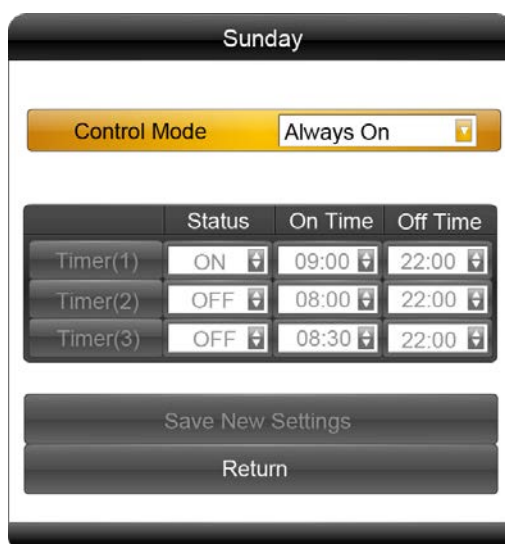 Sunday
Control Mode Always On
Status On Time Off Time
Timer(1) ON 09:00 22:00
Timer(2) OFF 08:00 22:00
Timer(3) OFF 08:30 22:00
Save New Settings
Return